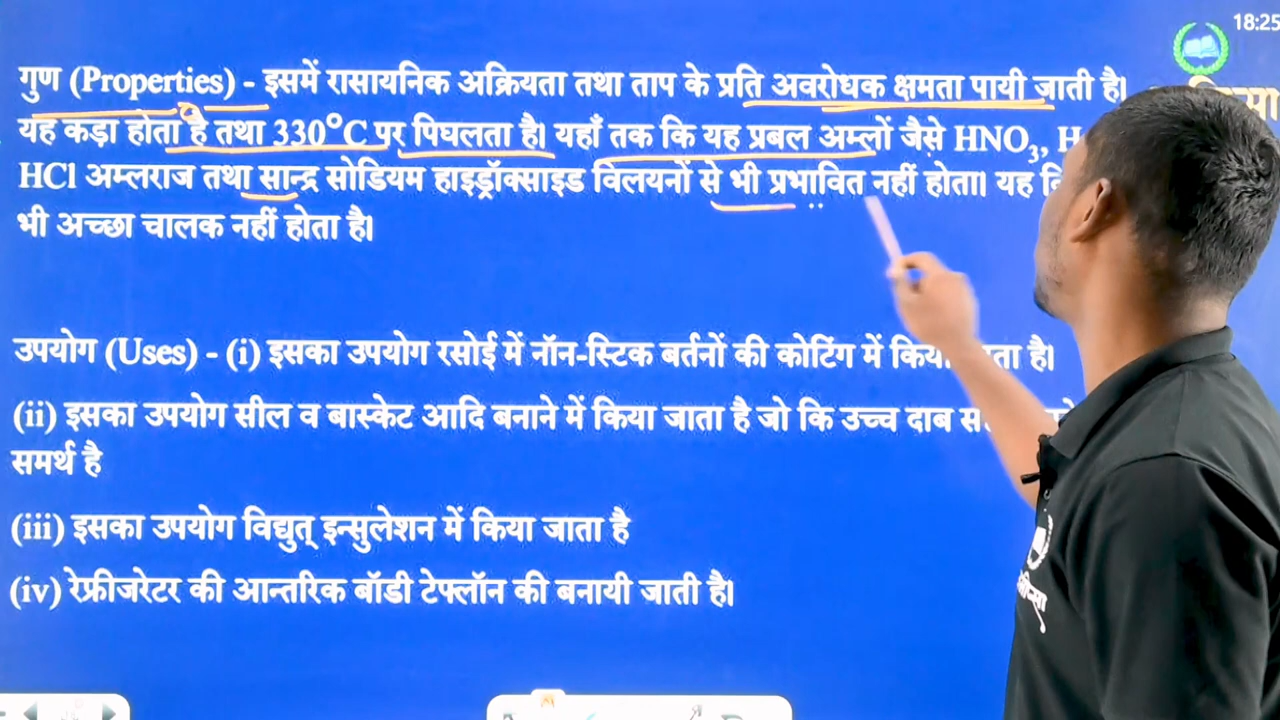 18:25
गुण (Properties) - इसमें रासायनिक अक्रियता तथा ताप के प्रति अवरोधक क्षमता पायी जाती है।
यह कड़ा होता है तथा 330°C पर पिघलता है। यहाँ तक कि यह प्रबल अम्लों जैसे HNO₃,
HCl अम्लराज तथा सान्द्र सोडियम हाइड्रॉक्साइड विलयनों से भी प्रभावित नहीं होता। यह
भी अच्छा चालक नहीं होता है।
उपयोग (Uses) - (i) इसका उपयोग रसोई में नॉन-स्टिक बर्तनों की कोटिंग में है।
(ii) इसका उपयोग सील व बास्केट आदि बनाने में किया जाता है जो कि उच्च दाब
समर्थ है
(iii) इसका उपयोग विद्युत् इन्सुलेशन में किया जाता है
(iv) रेफ्रीजरेटर की आन्तरिक बॉडी टेफ्लॉन की बनायी जाती है।